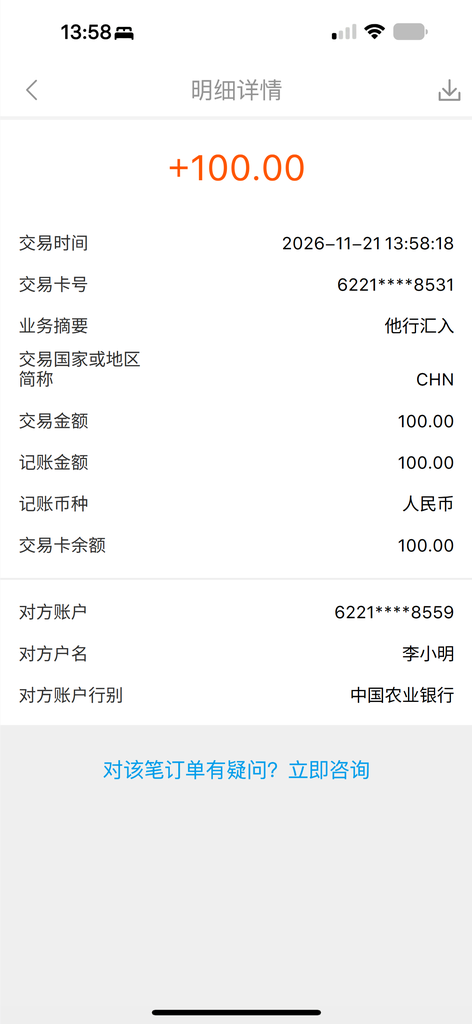 13:58
明细详情
+100.00
交易时间 2026-11-21 13:58:18
交易卡号 6221****8531
业务摘要 他行汇入
交易国家或地区
简称 CHN
交易金额 100.00
记账金额 100.00
记账币种 人民币
交易卡余额 100.00
对方账户 6221****8559
对方户名 李小明
对方账户行别 中国农业银行
对该笔订单有疑问？立即咨询